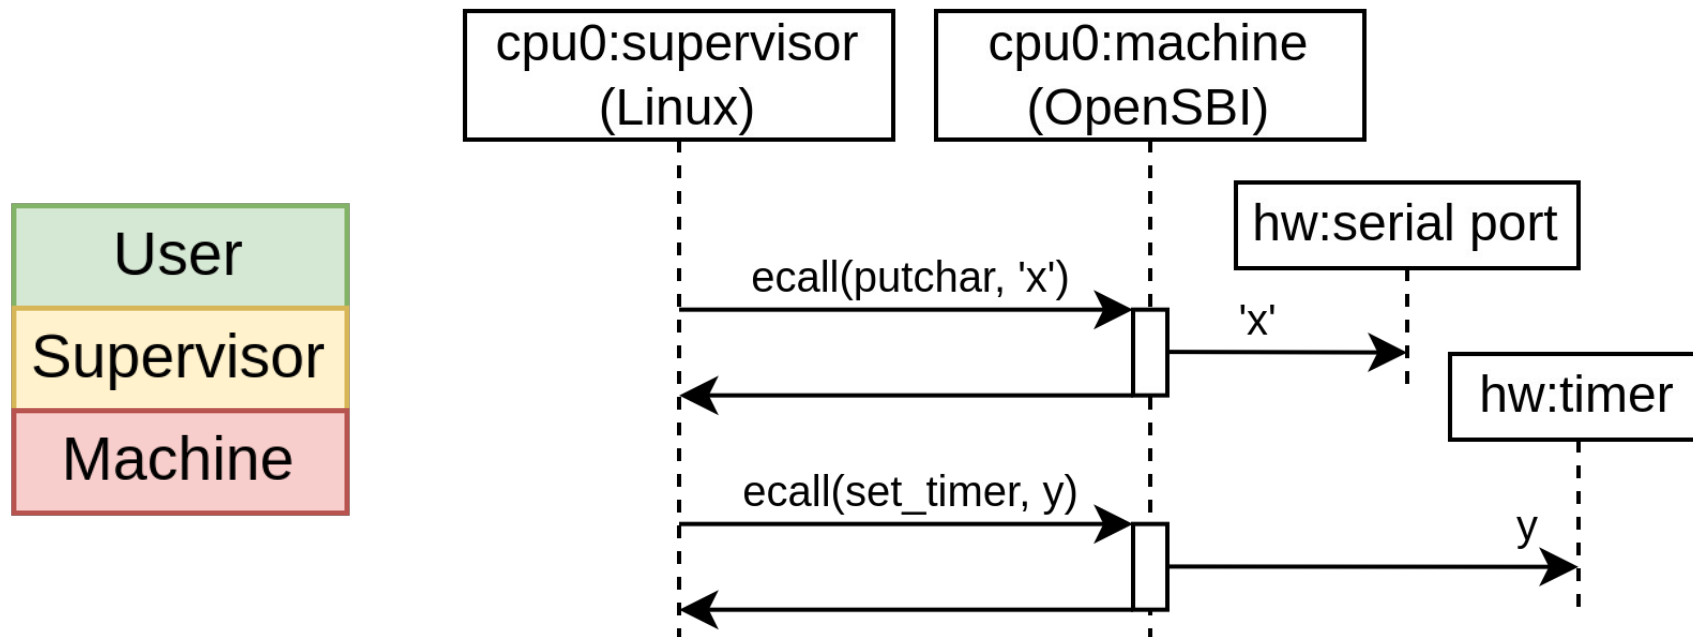 cpu0:supervisor
(Linux)
cpu0:machine
(OpenSBI)
hw:serial port
User
Supervisor
Machine
ecall(putchar, 'x')
'x'
hw:timer
ecall(set_timer, y)
y